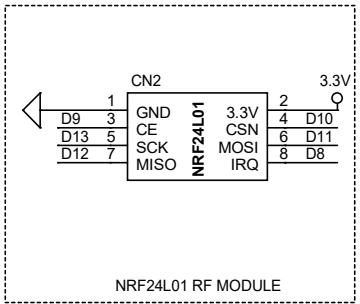 CN2
3.3V
1 GND 3.3V 2
D9 3 CE CSN 4 D10
D13 5 SCK MOSI 6 D11
D12 7 MISO IRQ 8 D8
NRF24L01
NRF24L01 RF MODULE